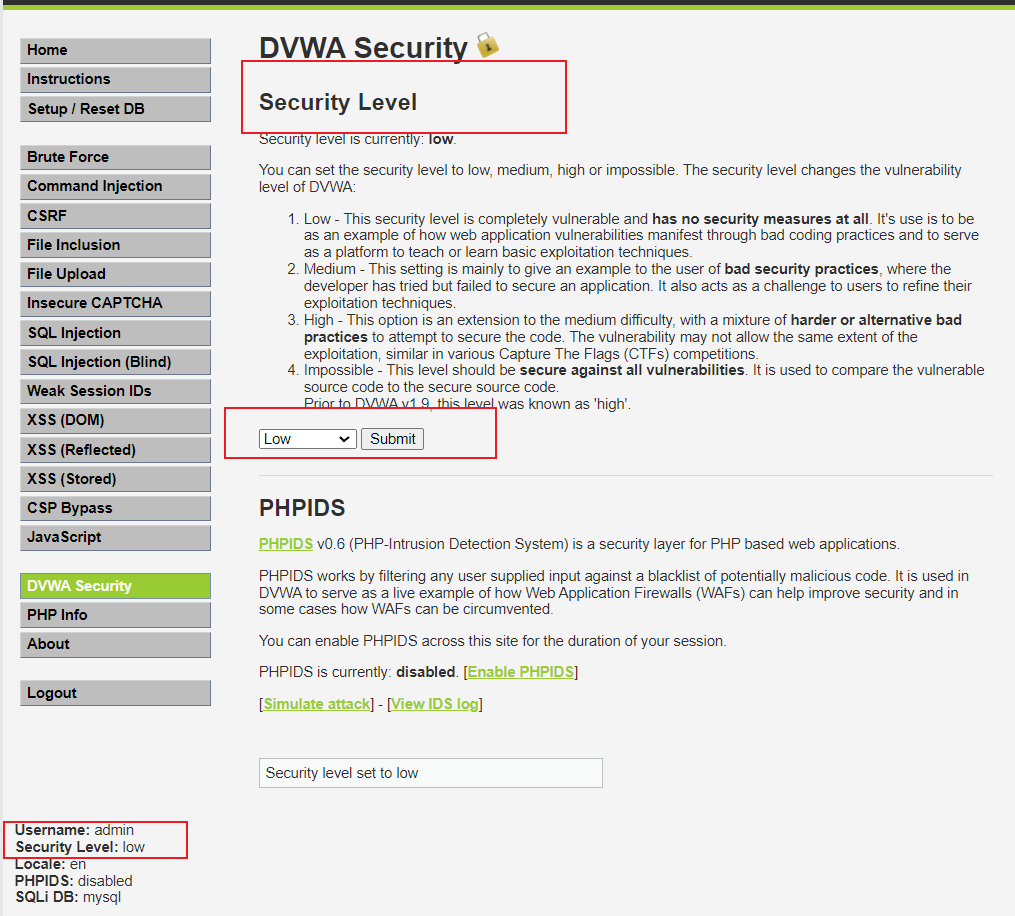 Home
Instructions
Setup / Reset DB
Brute Force
Command Injection
CSRF
File Inclusion
File Upload
Insecure CAPTCHA
SQL Injection
SQL Injection (Blind)
Weak Session IDs
XSS (DOM)
XSS (Reflected)
XSS (Stored)
CSP Bypass
JavaScript
DVWA Security
PHP Info
About
Logout
DVWA Security
Security Level
Security level is currently: low.
You can set the security level to low, medium, high or impossible. The security level changes the vulnerability
level of DVWA:
1. Low - This security level is completely vulnerable and has no security measures at all. It's use is to be
as an example of how web application vulnerabilities manifest through bad coding practices and to serve
as a platform to teach or learn basic exploitation techniques.
2. Medium - This setting is mainly to give an example to the user of bad security practices, where the
developer has tried but failed to secure an application. It also acts as a challenge to users to refine their
exploitation techniques.
3. High - This option is an extension to the medium difficulty, with a mixture of harder or alternative bad
practices to attempt to secure the code. The vulnerability may not allow the same extent of the
exploitation, similar in various Capture The Flags (CTFs) competitions.
4. Impossible - This level should be secure against all vulnerabilities. It is used to compare the vulnerable
source code to the secure source code.
Prior to DVWA v1.9, this level was known as 'high'.
Low Submit
PHPIDS
PHPIDS v0.6 (PHP-Intrusion Detection System) is a security layer for PHP based web applications.
PHPIDS works by filtering any user supplied input against a blacklist of potentially malicious code. It is used in
DVWA to serve as a live example of how Web Application Firewalls (WAFs) can help improve security and in
some cases how WAFs can be circumvented.
You can enable PHPIDS across this site for the duration of your session.
PHPIDS is currently: disabled. [Enable PHPIDS]
[Simulate attack] - [View IDS log]
Security level set to low
Username: admin
Security Level: low
Locale: en
PHPIDS: disabled
SQLi DB: mysql